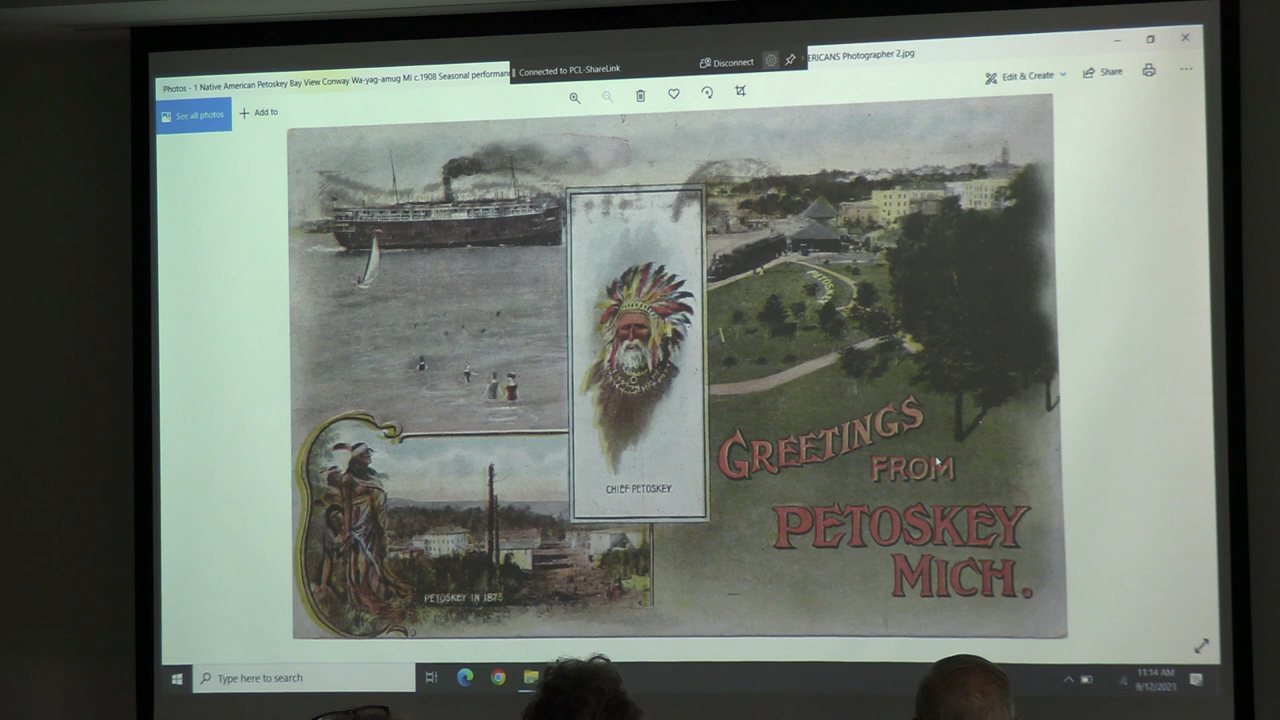 Photos - 1 Native American Petoskey Bay View Conway Wa-yag-amug MI c.1908 Seasonal performan
Connected to PCL-ShareLink
Disconnect
ERICANS Photographer 2.jpg
See all photos
Add to
Edit & Create
Share
PETOSKEY
CHIEF PETOSKEY
GREETINGS
FROM
PETOSKEY
MICH.
PETOSKEY IN 1875
Type here to search
11:14 AM
9/12/2023